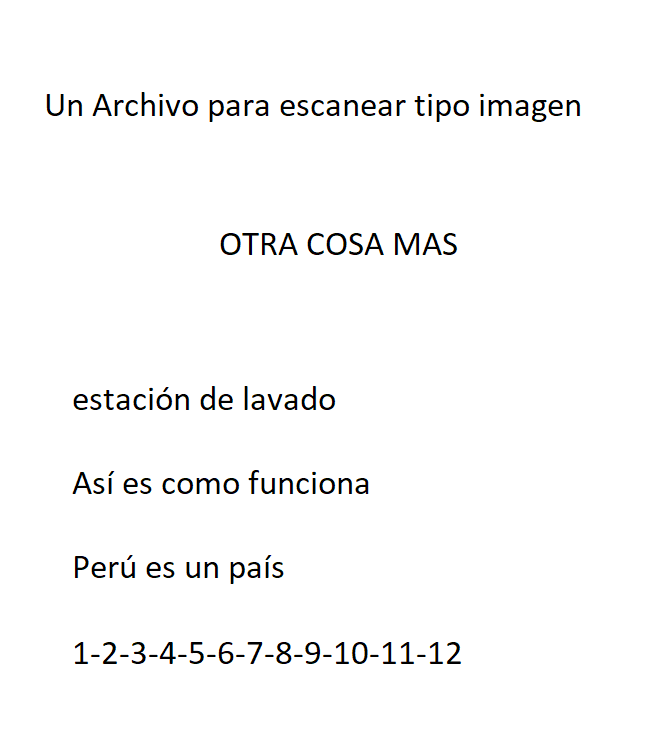 Un Archivo para escanear tipo imagen
OTRA COSA MAS
estación de lavado
Así es como funciona
Perú es un país
1-2-3-4-5-6-7-8-9-10-11-12